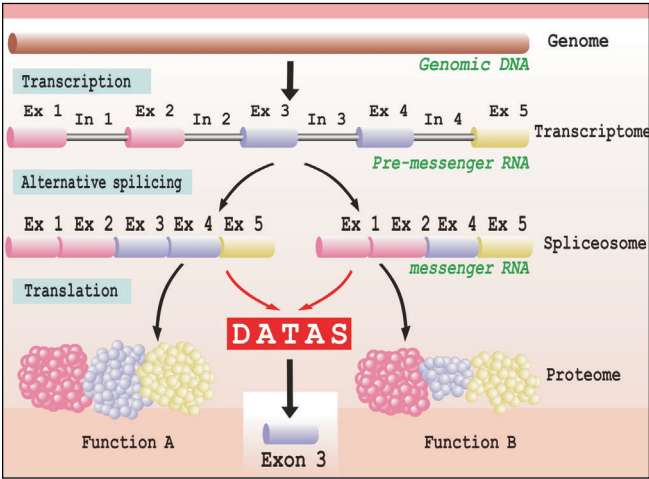 Genome
Genomic DNA
Transcription
Ex 1 In 1 Ex 2 In 2 Ex 3 In 3 Ex 4 In 4 Ex 5
Transcriptome
Pre-messenger RNA
Alternative spilicing
Ex 1 Ex 2 Ex 3 Ex 4 Ex 5
Ex 1 Ex 2 Ex 4 Ex 5
Spliceosome
messenger RNA
Translation
DATAS
Proteome
Function A
Function B
Exon 3